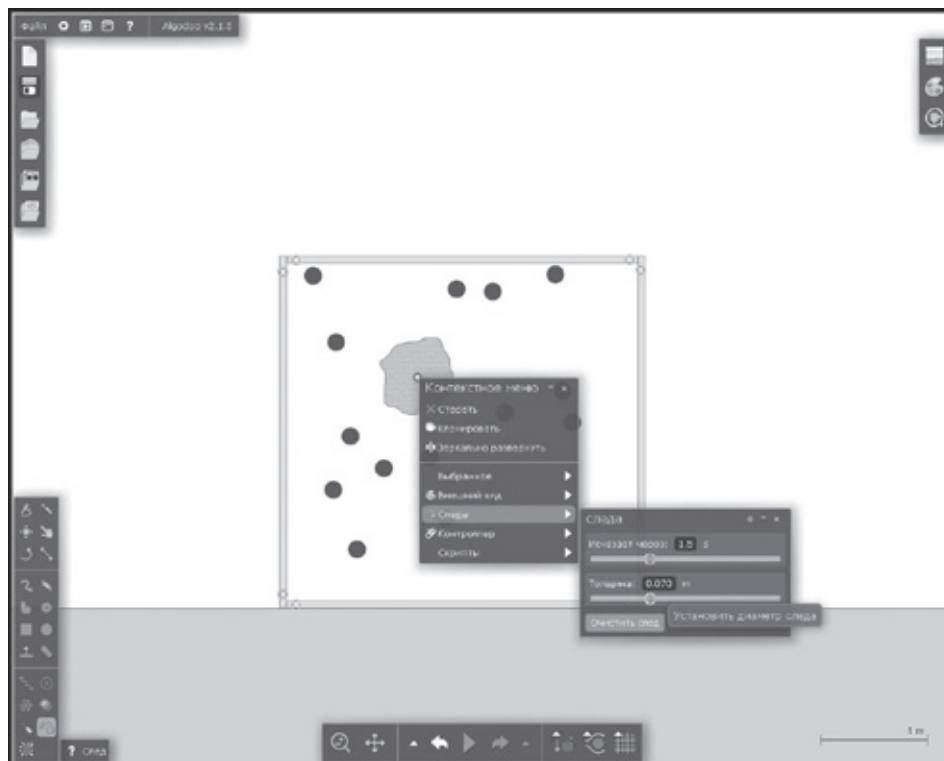 Файл ? Algodoo v2.1.0
Контекстное меню
Стереть
Клонировать
Зеркально развернуть
Выбранное
Внешний вид
Следы
Контроллер
Скрипты
следа
Исчезает через: 1.5 s
Толщина: 0.070 m
Очистить след
Установить диаметр следа
1 m
? След